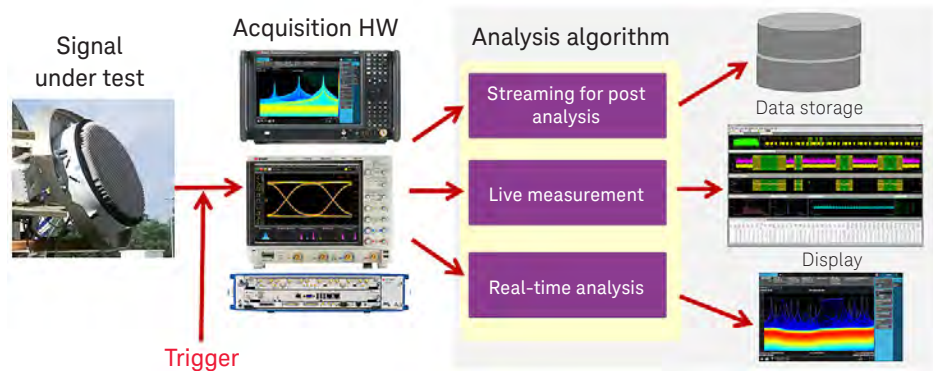 Signal
under test
Acquisition HW
Analysis algorithm
Streaming for post
analysis
Data storage
Live measurement
Display
Real-time analysis
Trigger